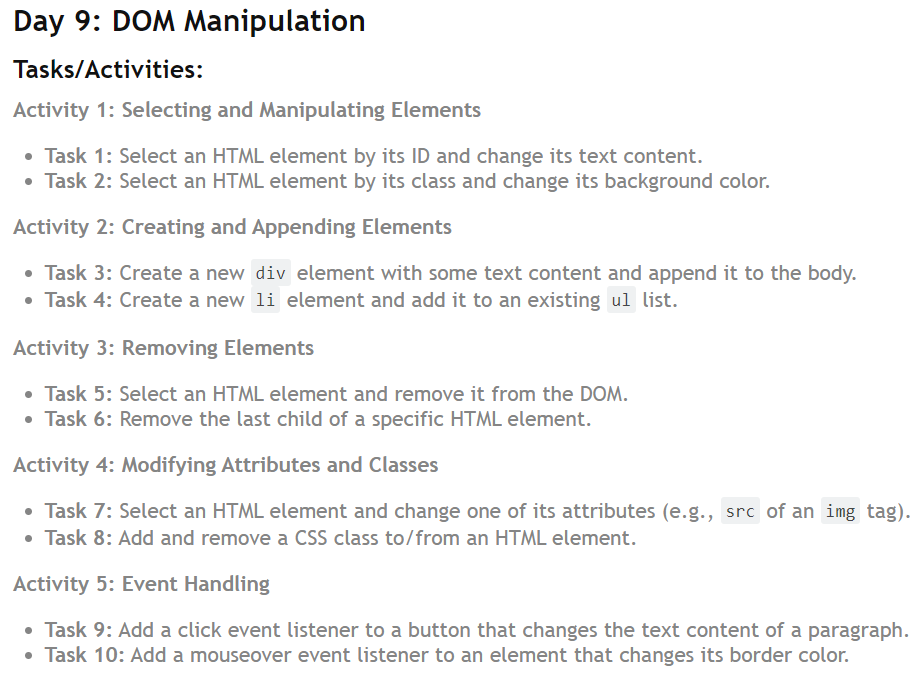 Day 9: DOM Manipulation
Tasks/Activities:
Activity 1: Selecting and Manipulating Elements
• Task 1: Select an HTML element by its ID and change its text content.
• Task 2: Select an HTML element by its class and change its background color.
Activity 2: Creating and Appending Elements
• Task 3: Create a new div element with some text content and append it to the body.
• Task 4: Create a new li element and add it to an existing ul list.
Activity 3: Removing Elements
• Task 5: Select an HTML element and remove it from the DOM.
• Task 6: Remove the last child of a specific HTML element.
Activity 4: Modifying Attributes and Classes
• Task 7: Select an HTML element and change one of its attributes (e.g., src of an img tag).
• Task 8: Add and remove a CSS class to/from an HTML element.
Activity 5: Event Handling
• Task 9: Add a click event listener to a button that changes the text content of a paragraph.
• Task 10: Add a mouseover event listener to an element that changes its border color.